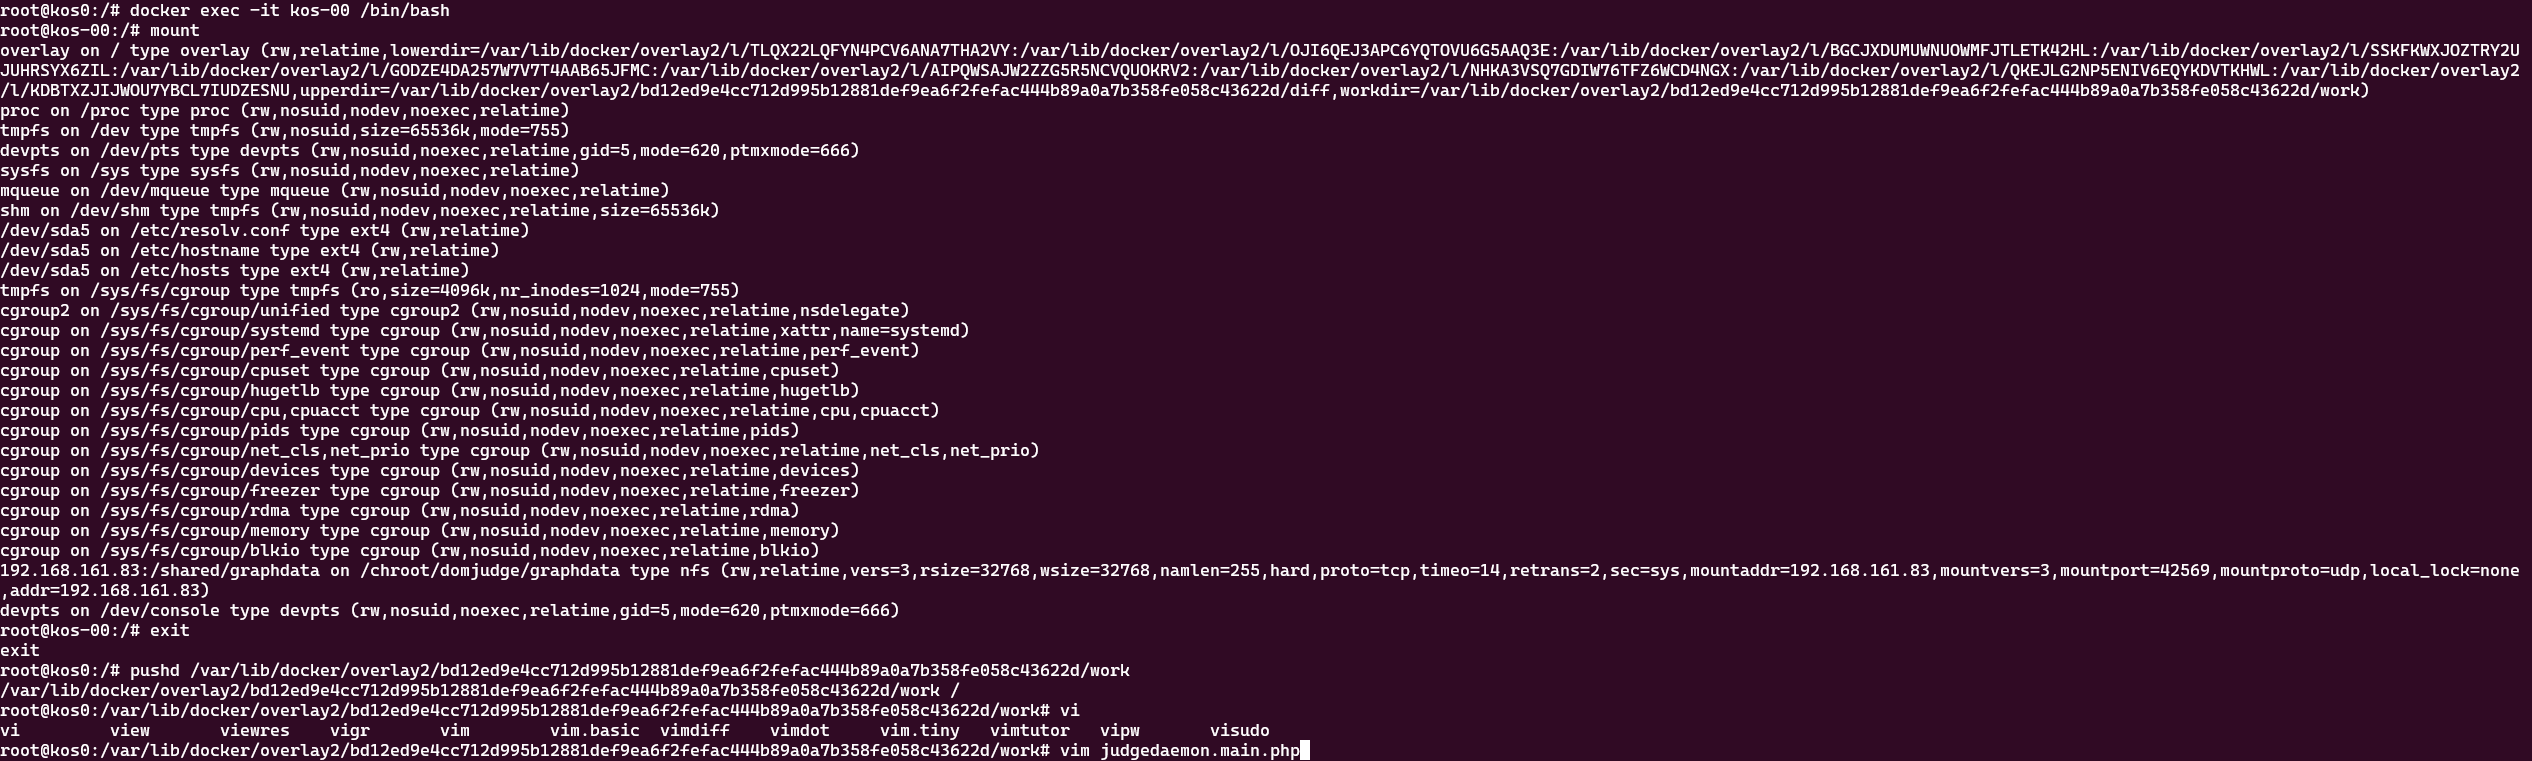 root@kos0:/# docker exec -it kos-00 /bin/bash
root@kos-00:/# mount
overlay on / type overlay (rw,relatime,lowerdir=/var/lib/docker/overlay2/l/TLQX22LQFYN4PCV6ANA7THA2VY:/var/lib/docker/overlay2/l/OJI6QEJ3APC6YQTOVU6G5AAQ3E:/var/lib/docker/overlay2/l/BGCJXDUMUWNUOWMFJTLETK42HL:/var/lib/docker/overlay2/l/SSKFKWXJOZTRY2U
JUHRSYX6ZIL:/var/lib/docker/overlay2/l/GODZE4DA257W7V7T4AAB65JFMC:/var/lib/docker/overlay2/l/AIPQWSAJW2ZZG5R5NCVQUOKRV2:/var/lib/docker/overlay2/l/NHKA3VSQ7GDIW76TFZ6WCD4NGX:/var/lib/docker/overlay2/l/QKEJLG2NP5ENIV6EQYKDVTKHWL:/var/lib/docker/overlay2
/l/KDBTXZJIJWOU7YBCL7IUDZESNU,upperdir=/var/lib/docker/overlay2/bd12ed9e4cc712d995b12881def9ea6f2fefac444b89a0a7b358fe058c43622d/diff,workdir=/var/lib/docker/overlay2/bd12ed9e4cc712d995b12881def9ea6f2fefac444b89a0a7b358fe058c43622d/work)
proc on /proc type proc (rw,nosuid,nodev,noexec,relatime)
tmpfs on /dev type tmpfs (rw,nosuid,size=65536k,mode=755)
devpts on /dev/pts type devpts (rw,nosuid,noexec,relatime,gid=5,mode=620,ptmxmode=666)
sysfs on /sys type sysfs (rw,nosuid,nodev,noexec,relatime)
mqueue on /dev/mqueue type mqueue (rw,nosuid,nodev,noexec,relatime)
shm on /dev/shm type tmpfs (rw,nosuid,nodev,noexec,relatime,size=65536k)
/dev/sda5 on /etc/resolv.conf type ext4 (rw,relatime)
/dev/sda5 on /etc/hostname type ext4 (rw,relatime)
/dev/sda5 on /etc/hosts type ext4 (rw,relatime)
tmpfs on /sys/fs/cgroup type tmpfs (ro,size=4096k,nr_inodes=1024,mode=755)
cgroup2 on /sys/fs/cgroup/unified type cgroup2 (rw,nosuid,nodev,noexec,relatime,nsdelegate)
cgroup on /sys/fs/cgroup/systemd type cgroup (rw,nosuid,nodev,noexec,relatime,xattr,name=systemd)
cgroup on /sys/fs/cgroup/perf_event type cgroup (rw,nosuid,nodev,noexec,relatime,perf_event)
cgroup on /sys/fs/cgroup/cpuset type cgroup (rw,nosuid,nodev,noexec,relatime,cpuset)
cgroup on /sys/fs/cgroup/hugetlb type cgroup (rw,nosuid,nodev,noexec,relatime,hugetlb)
cgroup on /sys/fs/cgroup/cpu,cpuacct type cgroup (rw,nosuid,nodev,noexec,relatime,cpu,cpuacct)
cgroup on /sys/fs/cgroup/pids type cgroup (rw,nosuid,nodev,noexec,relatime,pids)
cgroup on /sys/fs/cgroup/net_cls,net_prio type cgroup (rw,nosuid,nodev,noexec,relatime,net_cls,net_prio)
cgroup on /sys/fs/cgroup/devices type cgroup (rw,nosuid,nodev,noexec,relatime,devices)
cgroup on /sys/fs/cgroup/freezer type cgroup (rw,nosuid,nodev,noexec,relatime,freezer)
cgroup on /sys/fs/cgroup/rdma type cgroup (rw,nosuid,nodev,noexec,relatime,rdma)
cgroup on /sys/fs/cgroup/memory type cgroup (rw,nosuid,nodev,noexec,relatime,memory)
cgroup on /sys/fs/cgroup/blkio type cgroup (rw,nosuid,nodev,noexec,relatime,blkio)
192.168.161.83:/shared/graphdata on /chroot/domjudge/graphdata type nfs (rw,relatime,vers=3,rsize=32768,wsize=32768,namlen=255,hard,proto=tcp,timeo=14,retrans=2,sec=sys,mountaddr=192.168.161.83,mountvers=3,mountport=42569,mountproto=udp,local_lock=none
,addr=192.168.161.83)
devpts on /dev/console type devpts (rw,nosuid,noexec,relatime,gid=5,mode=620,ptmxmode=666)
root@kos-00:/# exit
exit
root@kos0:/# pushd /var/lib/docker/overlay2/bd12ed9e4cc712d995b12881def9ea6f2fefac444b89a0a7b358fe058c43622d/work
/var/lib/docker/overlay2/bd12ed9e4cc712d995b12881def9ea6f2fefac444b89a0a7b358fe058c43622d/work /
root@kos0:/var/lib/docker/overlay2/bd12ed9e4cc712d995b12881def9ea6f2fefac444b89a0a7b358fe058c43622d/work# vi
vi view viewres vigr vim vim.basic vimdiff vimdot vim.tiny vimtutor vipw visudo
root@kos0:/var/lib/docker/overlay2/bd12ed9e4cc712d995b12881def9ea6f2fefac444b89a0a7b358fe058c43622d/work# vim judgedaemon.main.php